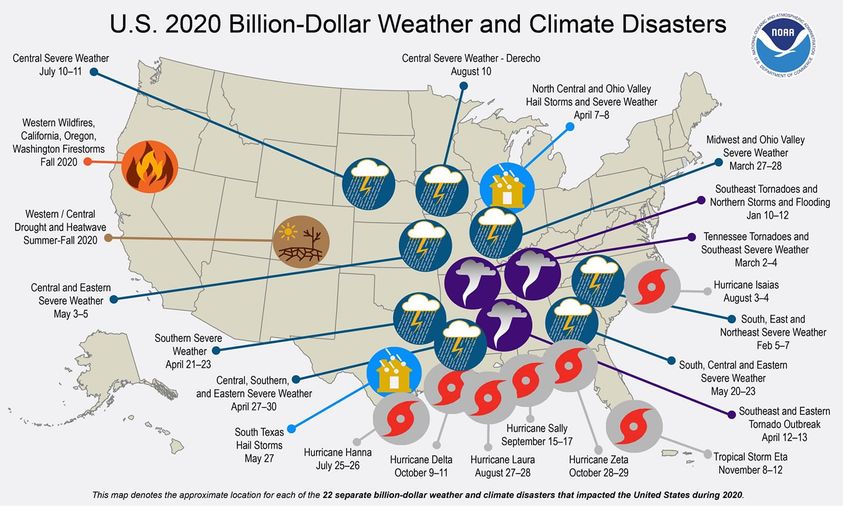 U.S. 2020 Billion-Dollar Weather and Climate Disasters
NATIONAL OCEANIC AND ATMOSPHERIC ADMINISTRATION
NOAA
U.S. DEPARTMENT OF COMMERCE
Central Severe Weather
July 10–11
Central Severe Weather - Derecho
August 10
North Central and Ohio Valley
Hail Storms and Severe Weather
April 7–8
Western Wildfires,
California, Oregon,
Washington Firestorms
Fall 2020
Midwest and Ohio Valley
Severe Weather
March 27–28
Southeast Tornadoes and
Northern Storms and Flooding
Jan 10–12
Western / Central
Drought and Heatwave
Summer-Fall 2020
Tennessee Tornadoes and
Southeast Severe Weather
March 2–4
Central and Eastern
Severe Weather
May 3–5
Hurricane Isaias
August 3–4
South, East and
Northeast Severe Weather
Feb 5–7
Southern Severe
Weather
April 21–23
South, Central and Eastern
Severe Weather
May 20–23
Central, Southern,
and Eastern Severe Weather
April 27–30
Southeast and Eastern
Tornado Outbreak
April 12–13
South Texas
Hail Storms
May 27
Hurricane Hanna
July 25–26
Hurricane Delta
October 9–11
Hurricane Laura
August 27–28
Hurricane Sally
September 15–17
Hurricane Zeta
October 28–29
Tropical Storm Eta
November 8–12
This map denotes the approximate location for each of the 22 separate billion-dollar weather and climate disasters that impacted the United States during 2020.